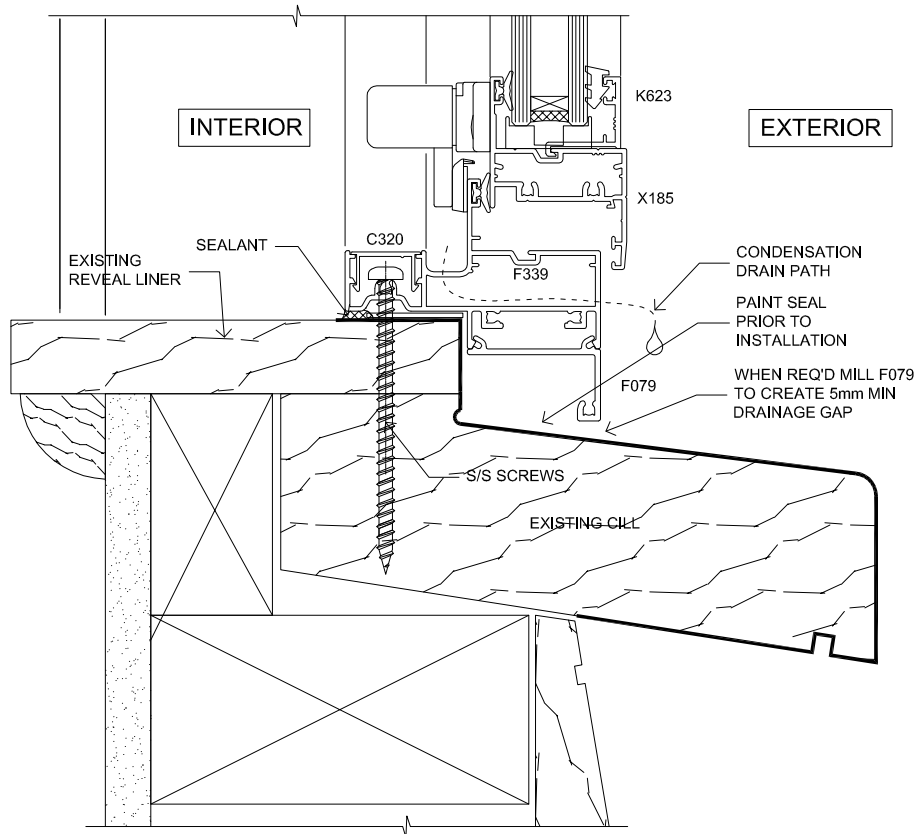 K623
INTERIOR
EXTERIOR
X185
C320
SEALANT
EXISTING
REVEAL LINER
F339
CONDENSATION
DRAIN PATH
PAINT SEAL
PRIOR TO
INSTALLATION
F079
WHEN REQ'D MILL F079
TO CREATE 5mm MIN
DRAINAGE GAP
S/S SCREWS
EXISTING CILL